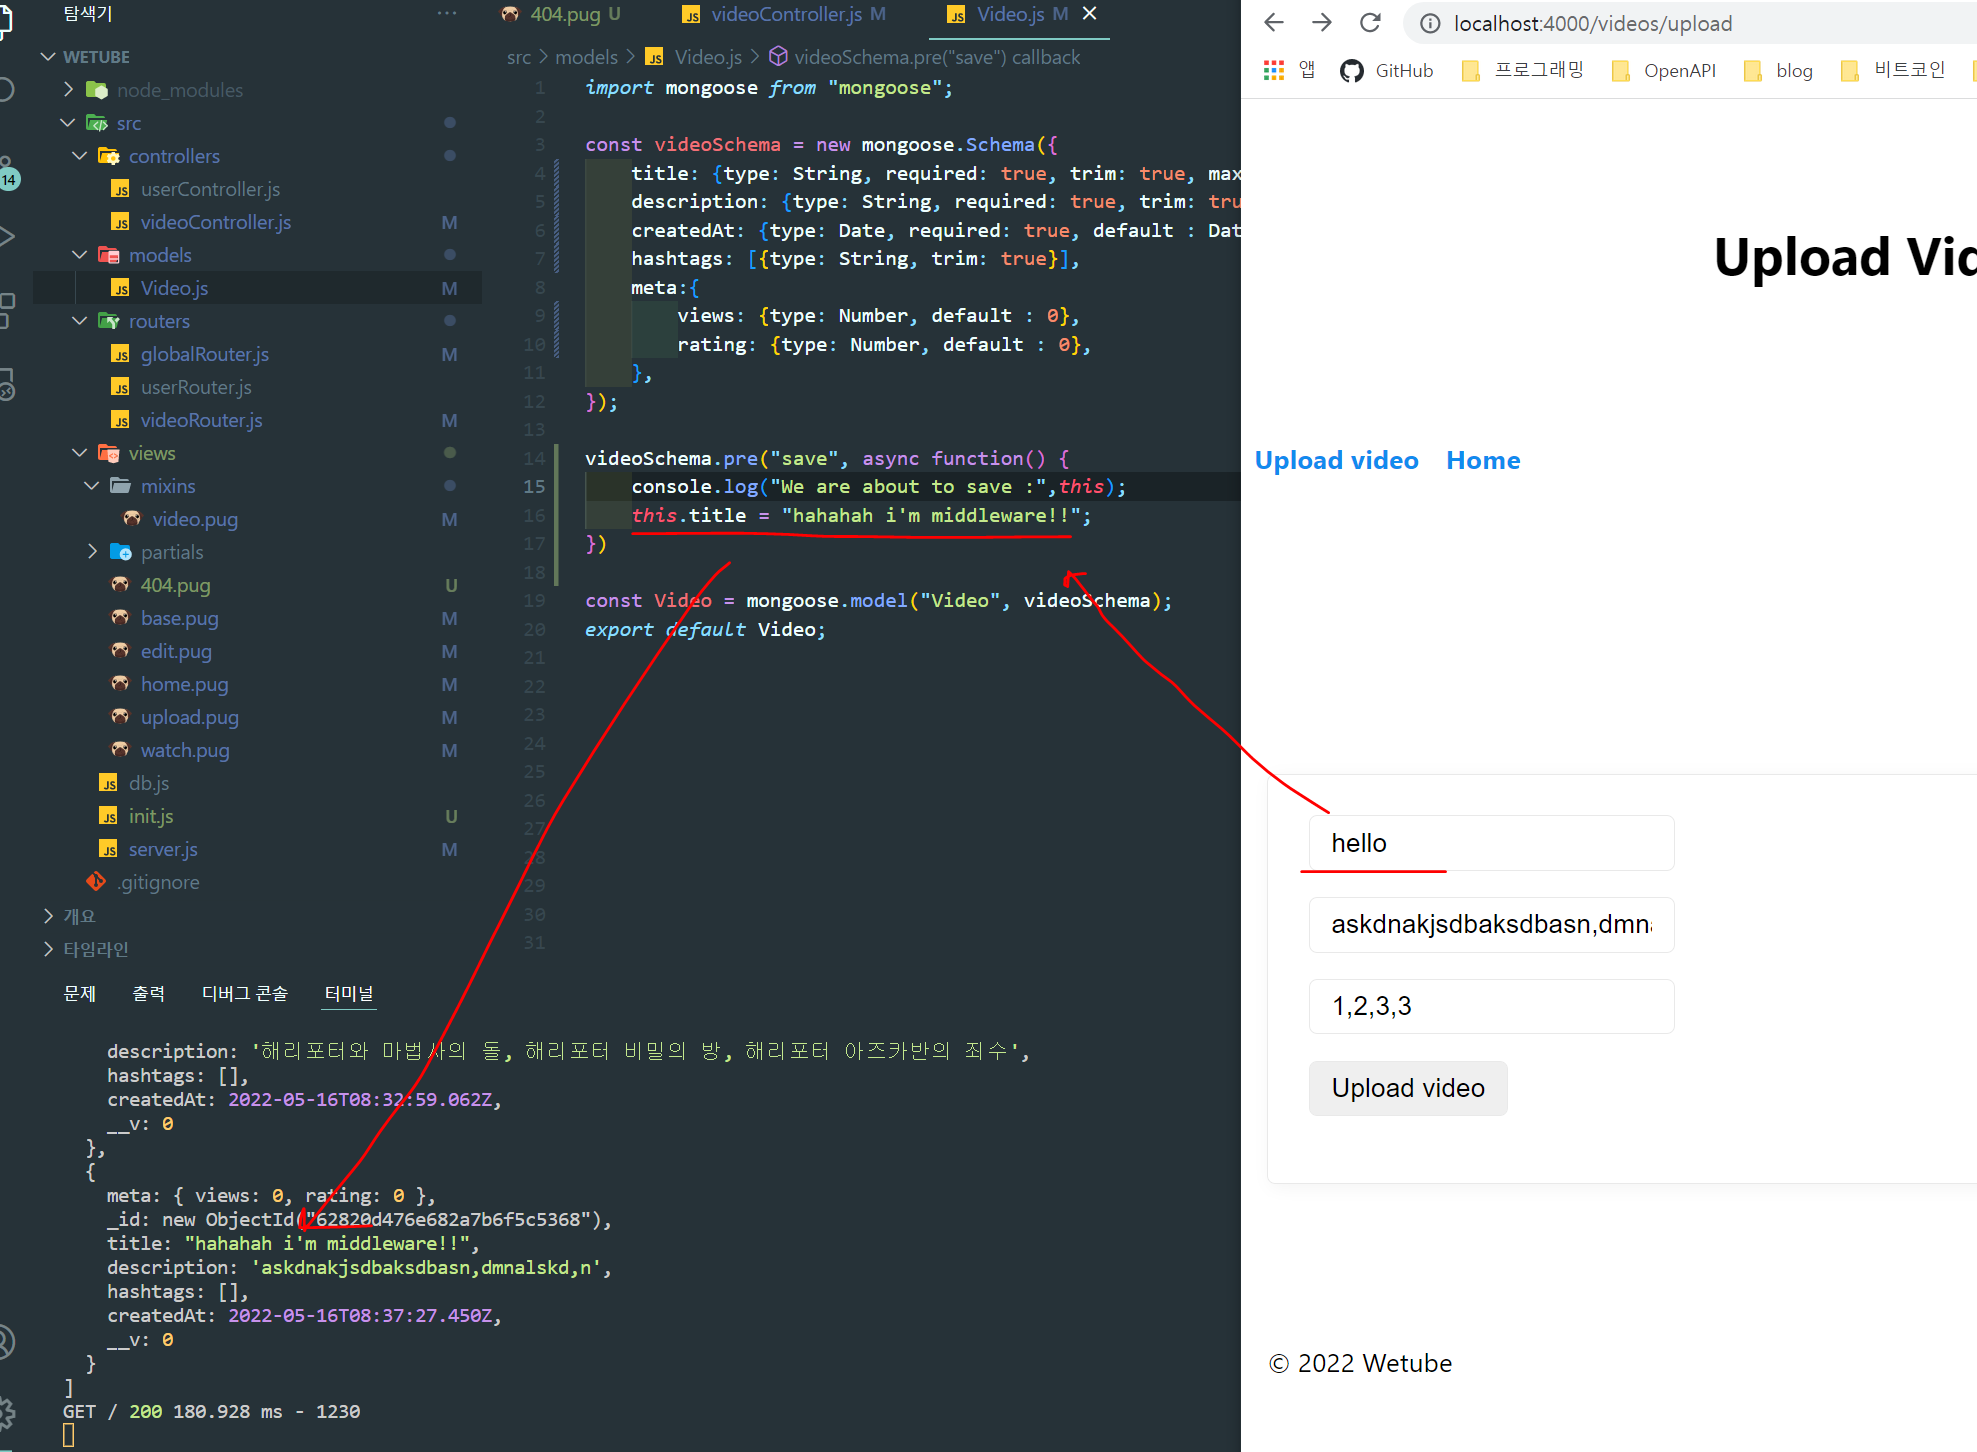 탐색기 ···
WETUBE
node_modules
src
controllers
userController.js
videoController.js M
14
models
Video.js M
routers
globalRouter.js M
userRouter.js
videoRouter.js M
views
mixins
video.pug M
partials
404.pug U
base.pug M
edit.pug M
home.pug M
upload.pug M
watch.pug M
db.js
init.js U
server.js M
.gitignore
개요
타임라인
404.pug U videoController.js M Video.js M
src > models > Video.js > videoSchema.pre("save") callback
1 import mongoose from "mongoose";
2
3 const videoSchema = new mongoose.Schema({
4 title: {type: String, required: true, trim: true, max
5 description: {type: String, required: true, trim: tru
6 createdAt: {type: Date, required: true, default : Dat
7 hashtags: [{type: String, trim: true}],
8 meta:{
9 views: {type: Number, default : 0},
10 rating: {type: Number, default : 0},
11 },
12 });
13
14 videoSchema.pre("save", async function() {
15 console.log("We are about to save :",this);
16 this.title = "hahahah i'm middleware!!";
17 })
18
19 const Video = mongoose.model("Video", videoSchema);
20 export default Video;
21
22
23
24
25
26
27
28
29
30
31
문제 출력 디버그 콘솔 터미널
description: '해리포터와 마법사의 돌, 해리포터 비밀의 방, 해리포터 아즈카반의 죄수',
hashtags: [],
createdAt: 2022-05-16T08:32:59.062Z,
__v: 0
},
{
meta: { views: 0, rating: 0 },
_id: new ObjectId("62820d476e682a7b6f5c5368"),
title: "hahahah i'm middleware!!",
description: 'askdnakjsdbaksdbasn,dmnalskd,n',
hashtags: [],
createdAt: 2022-05-16T08:37:27.450Z,
__v: 0
}
]
GET / 200 180.928 ms - 1230
localhost:4000/videos/upload
앱 GitHub 프로그래밍 OpenAPI blog 비트코인
Upload Vid
Upload video Home
hello
askdnakjsdbaksdbasn,dmna
1,2,3,3
Upload video
© 2022 Wetube